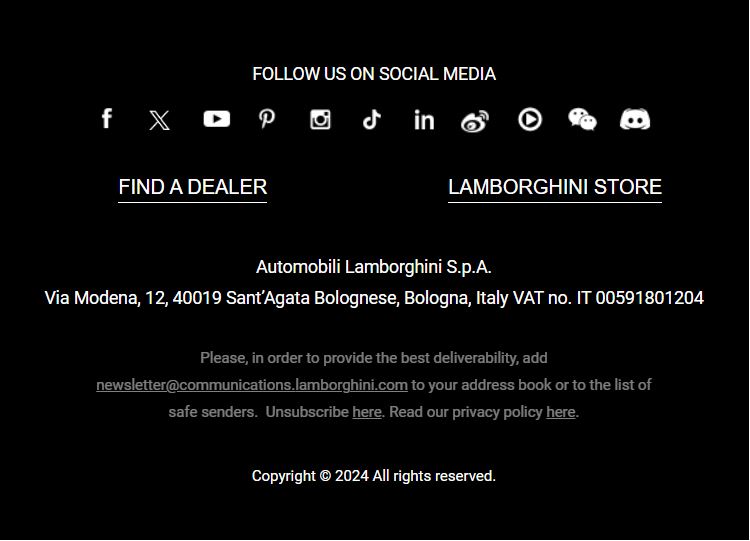 FOLLOW US ON SOCIAL MEDIA
FIND A DEALER
LAMBORGHINI STORE
Automobili Lamborghini S.p.A.
Via Modena, 12, 40019 Sant’Agata Bolognese, Bologna, Italy VAT no. IT 00591801204
Please, in order to provide the best deliverability, add
newsletter@communications.lamborghini.com to your address book or to the list of
safe senders.  Unsubscribe here. Read our privacy policy here.
Copyright © 2024 All rights reserved.